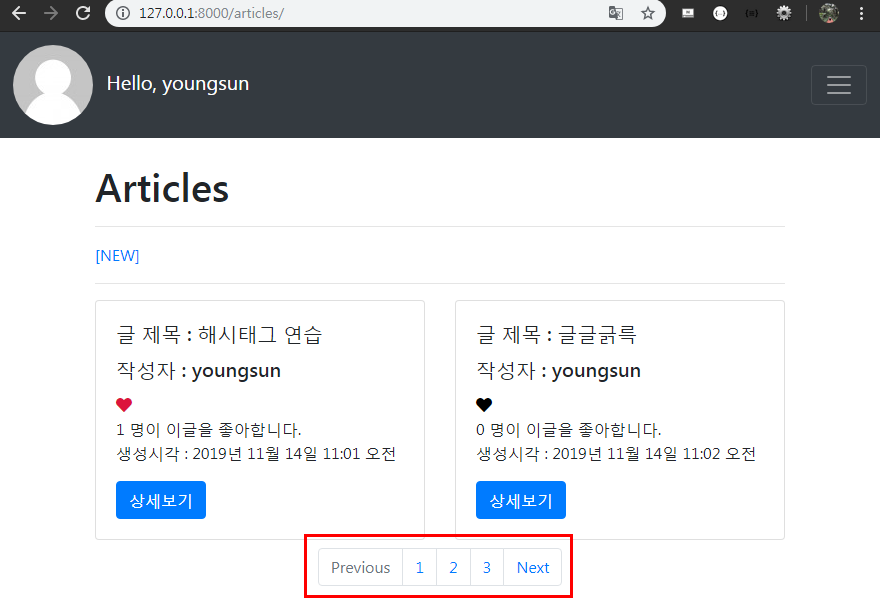 127.0.0.1:8000/articles/
Hello, youngsun
Articles
[NEW]
글 제목 : 해시태그 연습
작성자 : youngsun
1 명이 이글을 좋아합니다.
생성시각 : 2019년 11월 14일 11:01 오전
상세보기
글 제목 : 글글긁륵
작성자 : youngsun
0 명이 이글을 좋아합니다.
생성시각 : 2019년 11월 14일 11:02 오전
상세보기
Previous 1 2 3 Next